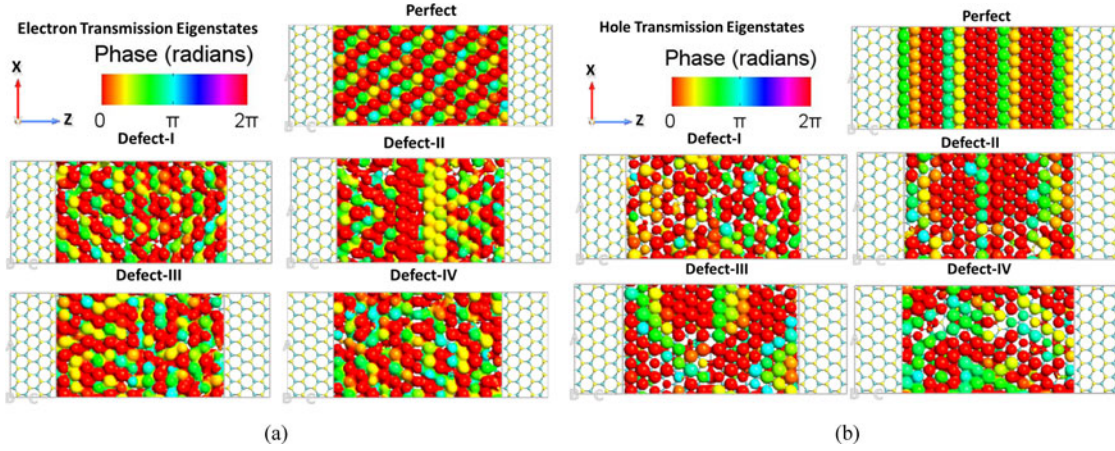 Electron Transmission Eigenstates
Perfect
Phase (radians)
X
Z
0 π 2π
Defect-I
Defect-II
Defect-III
Defect-IV
(a)
Hole Transmission Eigenstates
Perfect
Phase (radians)
X
Z
0 π 2π
Defect-I
Defect-II
Defect-III
Defect-IV
(b)